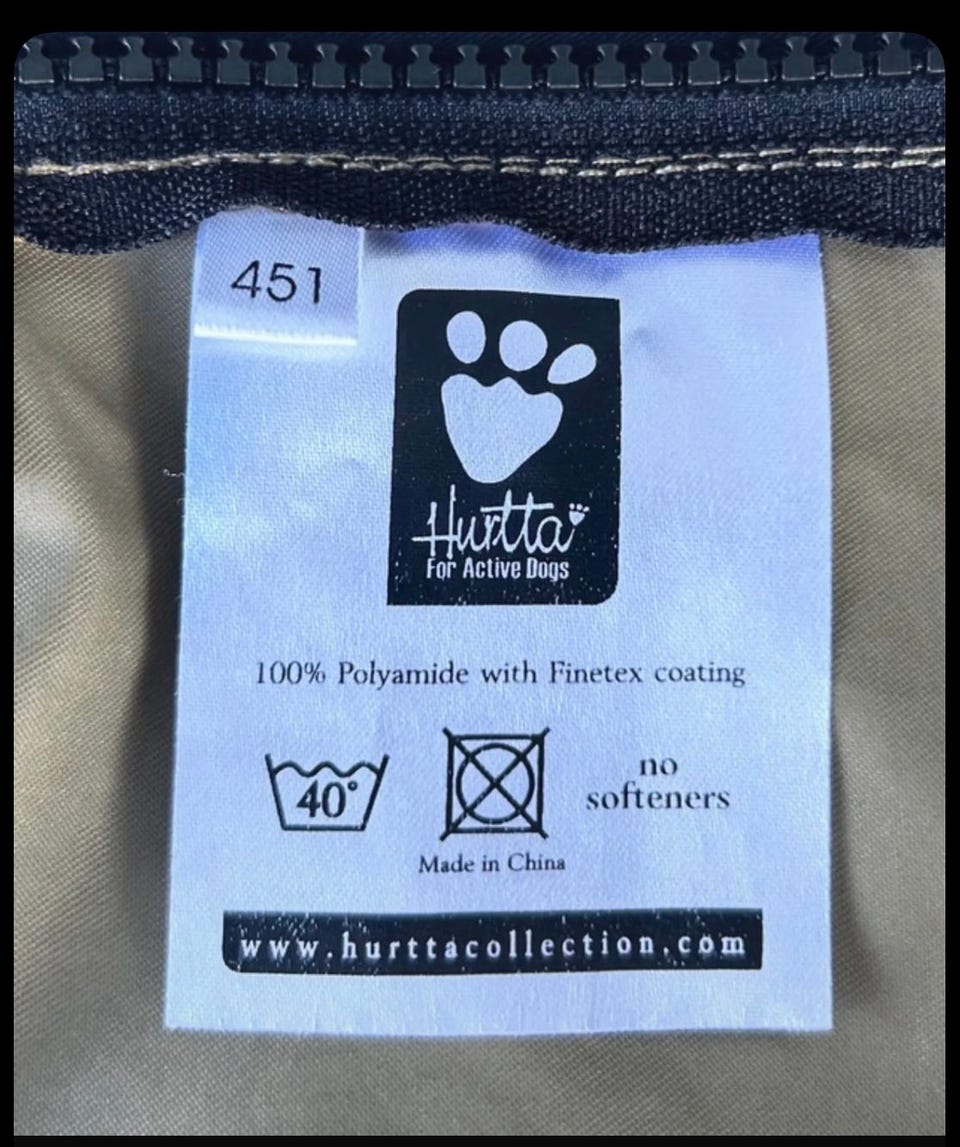 451
Hurtta
For Active Dogs
100% Polyamide with Finetex coating
40°
no
softeners
Made in China
www.hurttacollection.com